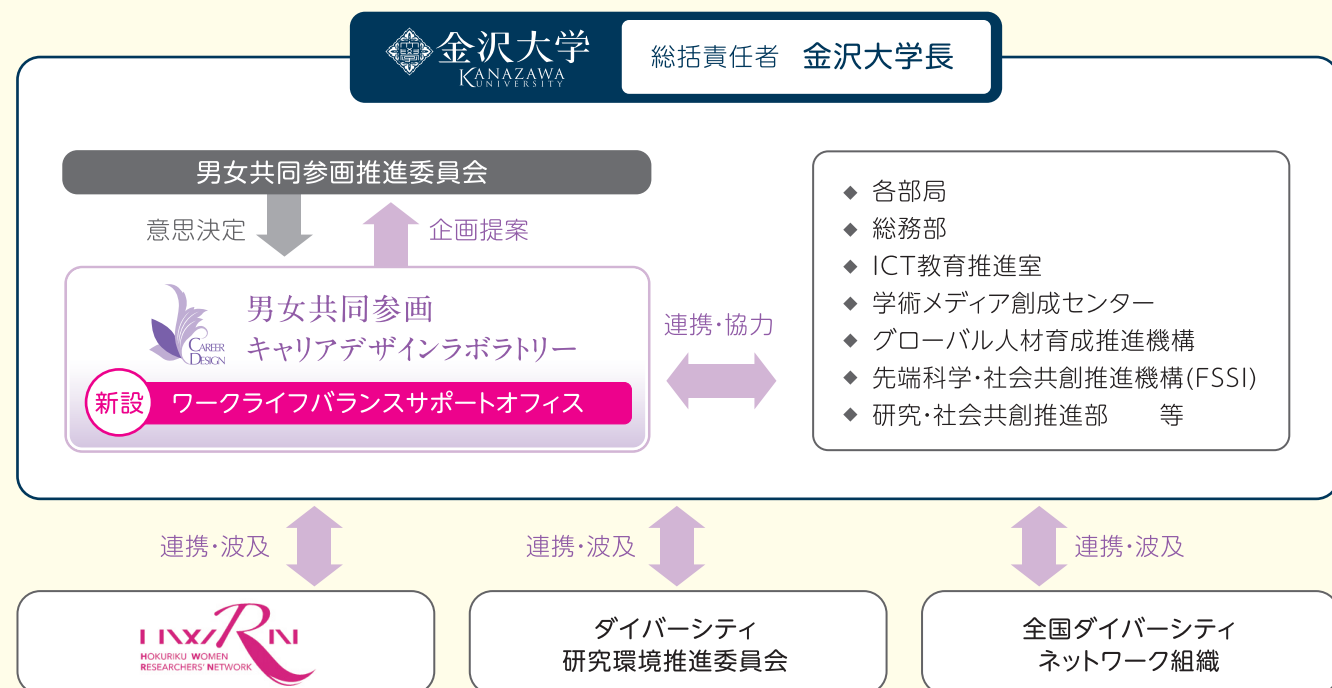 金沢大学
KANAZAWA
UNIVERSITY
総括責任者 金沢大学長
男女共同参画推進委員会
意思決定
企画提案
CAREER
DESIGN
男女共同参画
キャリアデザインラボラトリー
新設 ワークライフバランスサポートオフィス
連携・協力
◆ 各部局
◆ 総務部
◆ ICT教育推進室
◆ 学術メディア創成センター
◆ グローバル人材育成推進機構
◆ 先端科学・社会共創推進機構(FSSI)
◆ 研究・社会共創推進部 等
連携・波及
連携・波及
連携・波及
HOKURIKU WOMEN
RESEARCHERS' NETWORK
ダイバーシティ
研究環境推進委員会
全国ダイバーシティ
ネットワーク組織